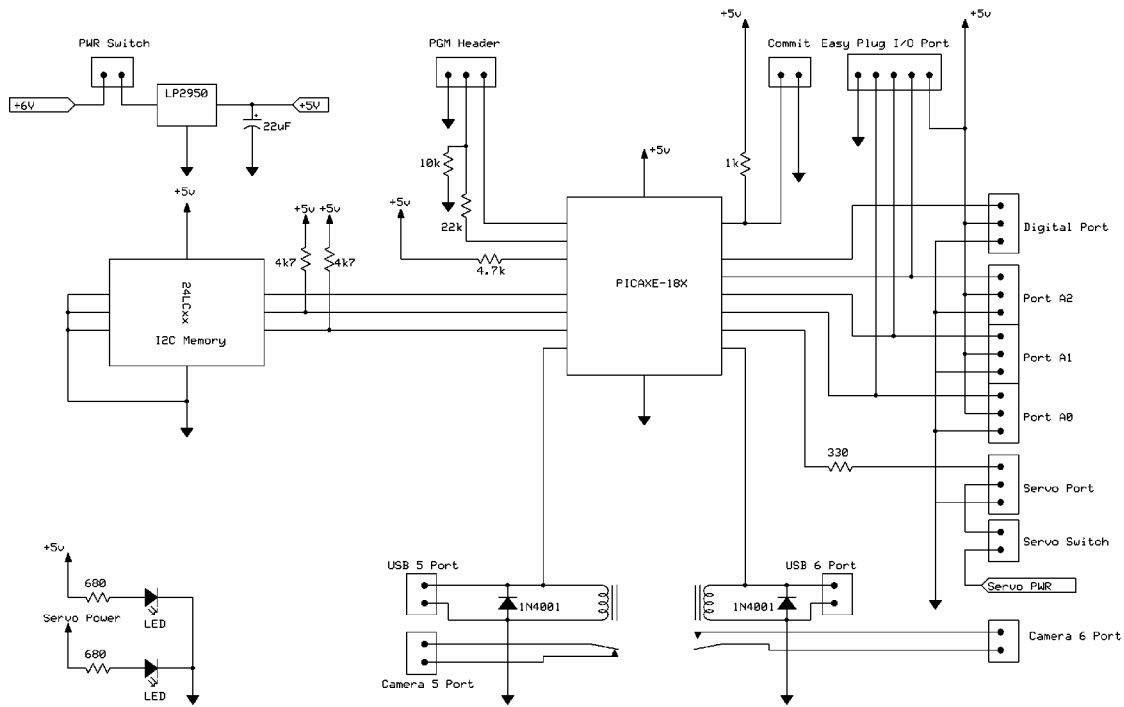 +5v
+5v
PWR Switch
PGM Header
Commit
Easy Plug I/O Port
+6V
LP2950
+5V
22uF
+5v
10k
1k
+5v
+5v
+5v
+5v
22k
4k7
4k7
4.7k
Digital Port
24LCxx
I2C Memory
PICAXE-18X
Port A2
Port A1
Port A0
330
Servo Port
Servo Switch
Servo PWR
+5v
680
LED
Servo Power
680
LED
USB 5 Port
1N4001
USB 6 Port
1N4001
Camera 5 Port
Camera 6 Port